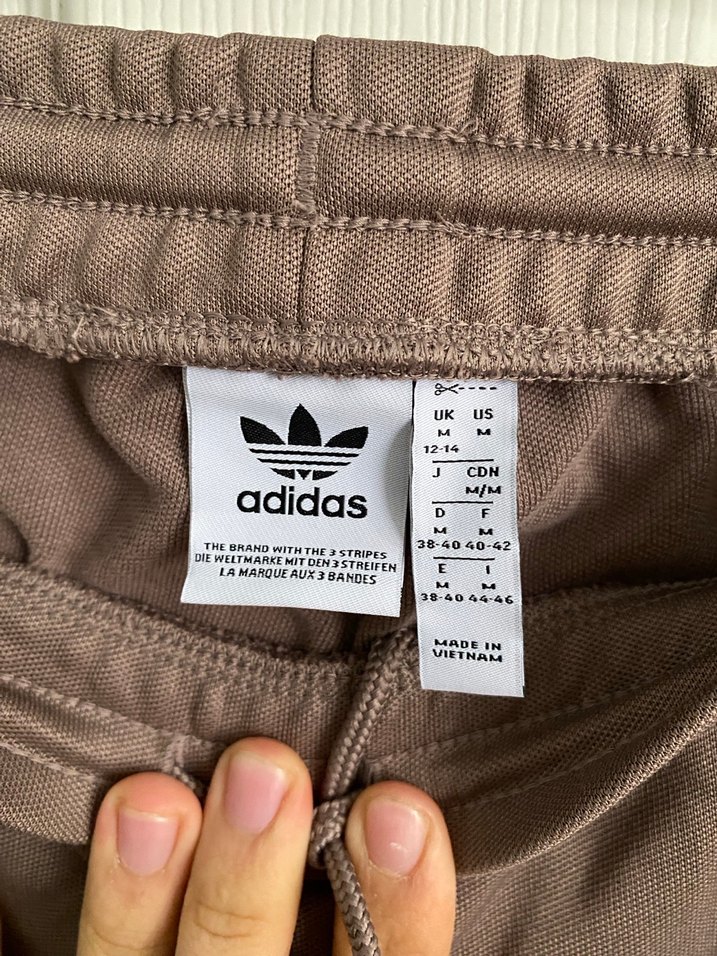 adidas
THE BRAND WITH THE 3 STRIPES
DIE WELTMARKE MIT DEN 3 STREIFEN
LA MARQUE AUX 3 BANDES
UK US
M M
12-14
J CDN
M/M
D F
M M
38-40 40-42
E I
M M
38-40 44-46
MADE IN
VIETNAM